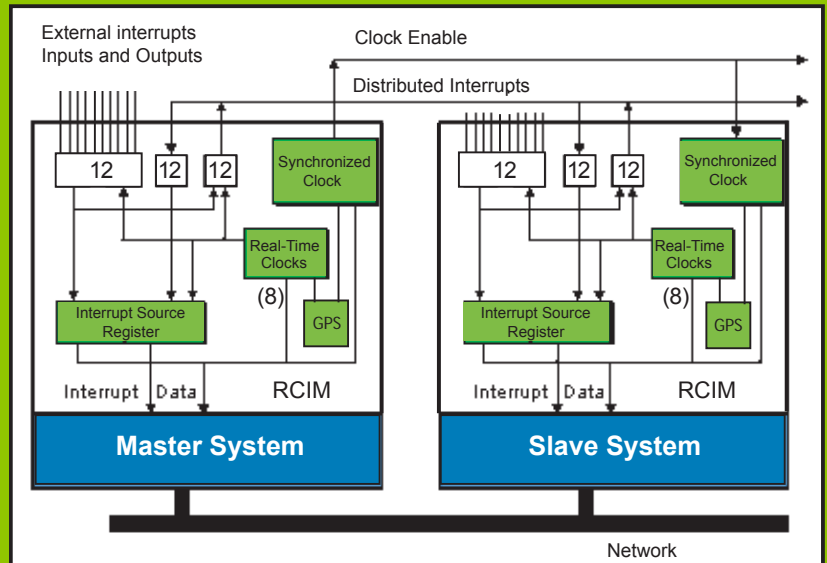 External interrupts
Inputs and Outputs
Clock Enable
Distributed Interrupts
12
12
12
Synchronized
Clock
Real-Time
Clocks
(8)
GPS
Interrupt Source
Register
Interrupt Data
RCIM
Master System
12
12
12
Synchronized
Clock
Real-Time
Clocks
(8)
GPS
Interrupt Source
Register
Interrupt Data
RCIM
Slave System
Network